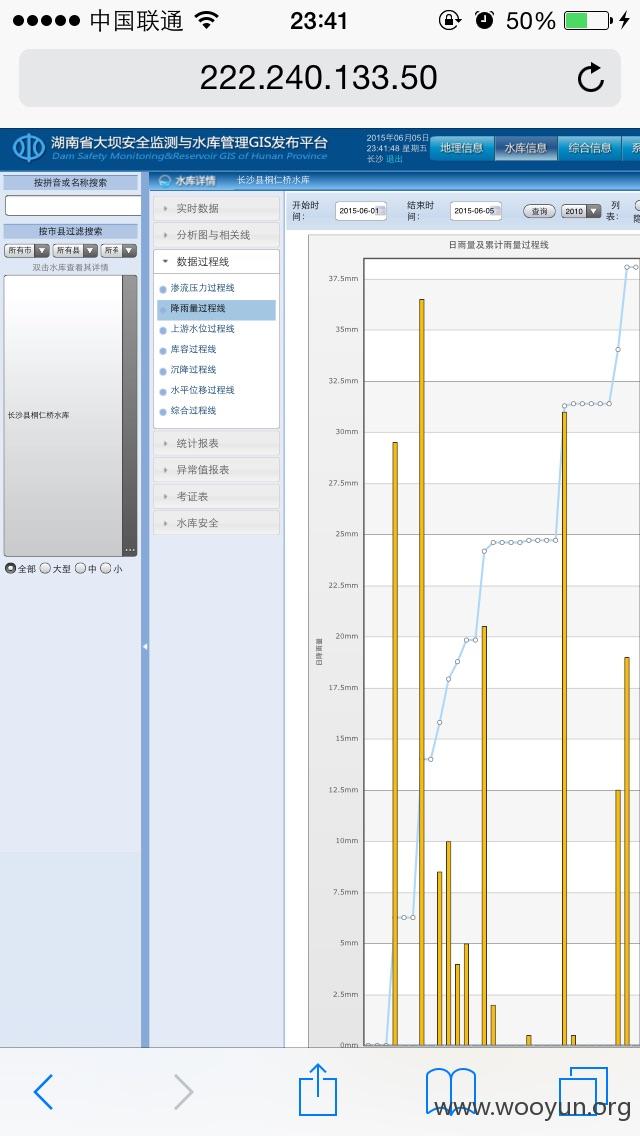 中国联通
23:41
50%
222.240.133.50
湖南省大坝安全监测与水库管理GIS发布平台
Dam Safety Monitoring&Reservoir GIS of Hunan Province
2015年06月05日
23:41:48 星期五
长沙 退出
地理信息
水库信息
综合信息
按拼音或名称搜索
按市县过滤搜索
所有市
所有县
双击水库查看其详情
长沙县桐仁桥水库
...
全部
大型
中
小
水库详情
长沙县桐仁桥水库
实时数据
分析图与相关线
数据过程线
渗流压力过程线
降雨量过程线
上游水位过程线
库容过程线
沉降过程线
水平位移过程线
综合过程线
统计报表
异常值报表
考证表
水库安全
开始时间：
2015-06-01
结束时间：
2015-06-05
查询
2010
列表：
日雨量及累计雨量过程线
37.5mm
35mm
32.5mm
30mm
27.5mm
25mm
22.5mm
20mm
17.5mm
15mm
12.5mm
10mm
7.5mm
5mm
2.5mm
0mm
日降雨量
www.wooyun.org